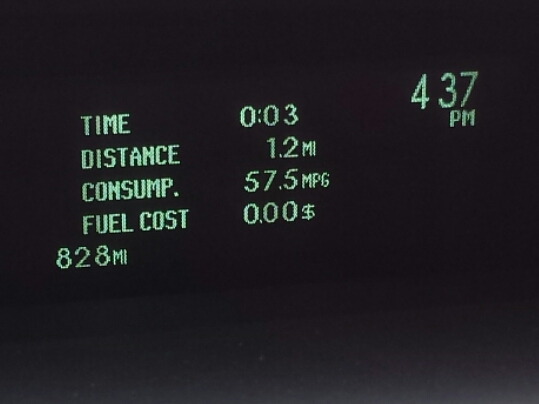 4 37
PM
TIME 0:03
DISTANCE 1.2 MI
CONSUMP. 57.5 MPG
FUEL COST 0.00 $
828 MI